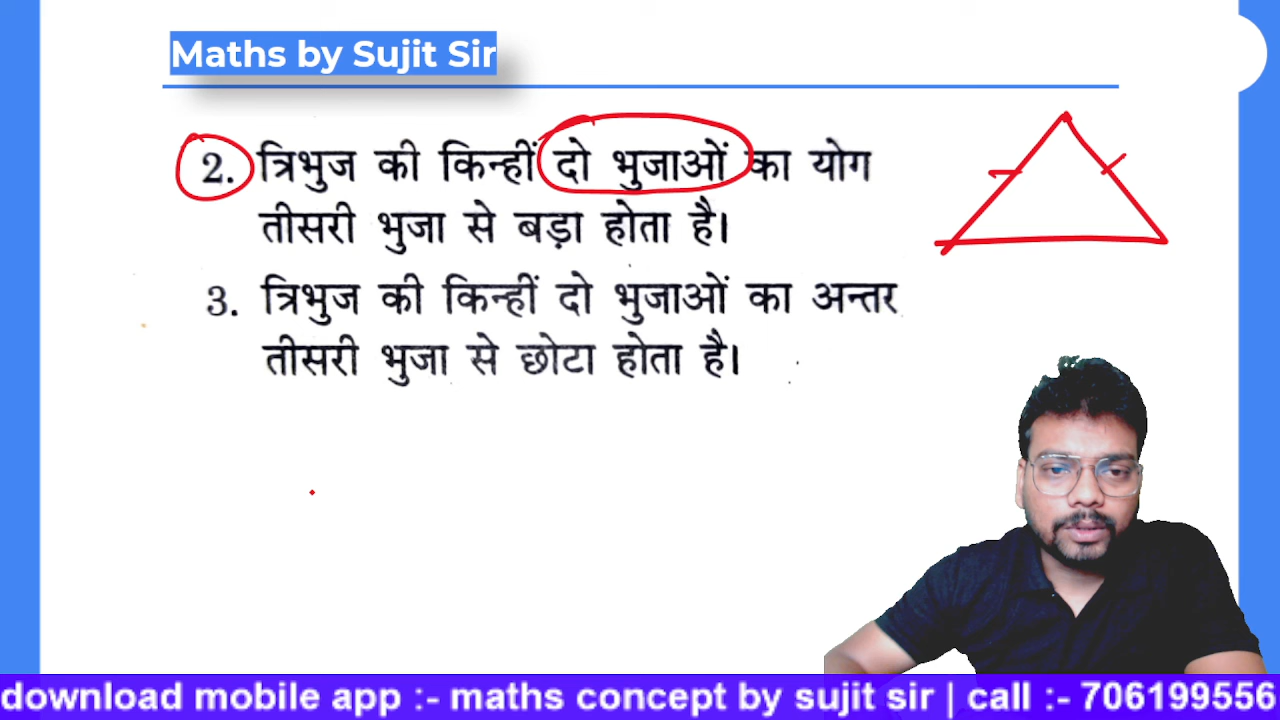 Maths by Sujit Sir
2. त्रिभुज की किन्हीं दो भुजाओं का योग
तीसरी भुजा से बड़ा होता है।
3. त्रिभुज की किन्हीं दो भुजाओं का अन्तर
तीसरी भुजा से छोटा होता है।
download mobile app :- maths concept by sujit sir | call :- 706199556